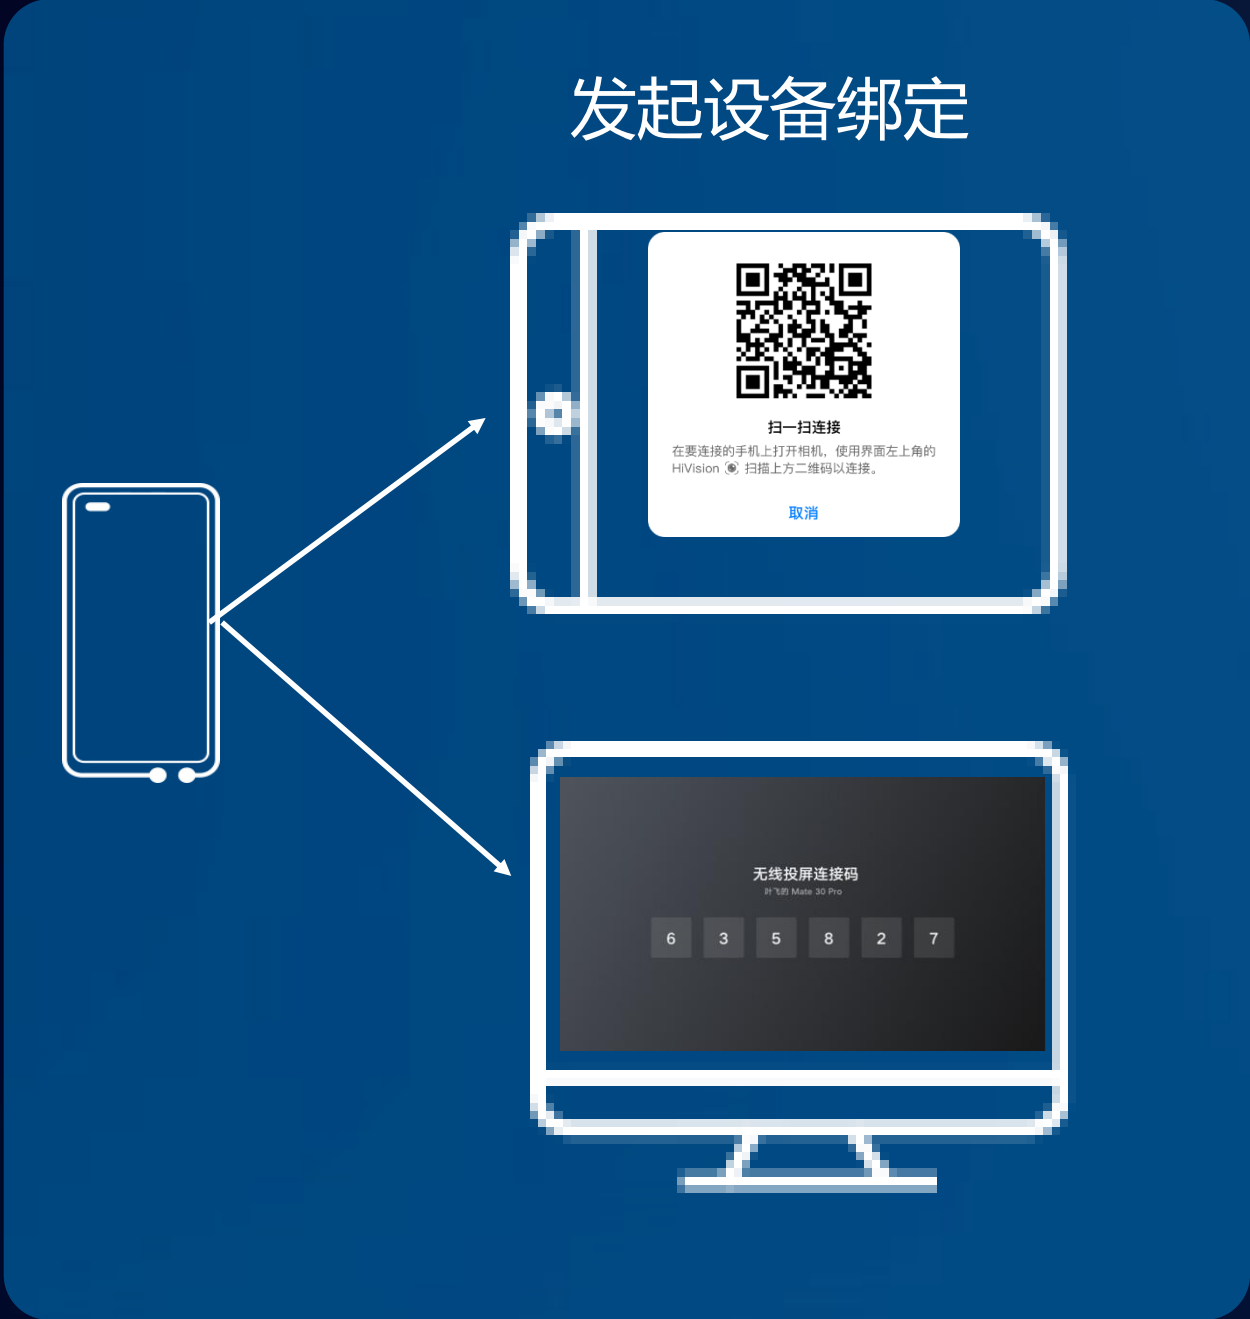 发起设备绑定
扫一扫连接
在要连接的手机上打开相机，使用界面左上角的
HiVision 扫描上方二维码以连接。
取消
无线投屏连接码
叶飞的 Mate 30 Pro
6 3 5 8 2 7